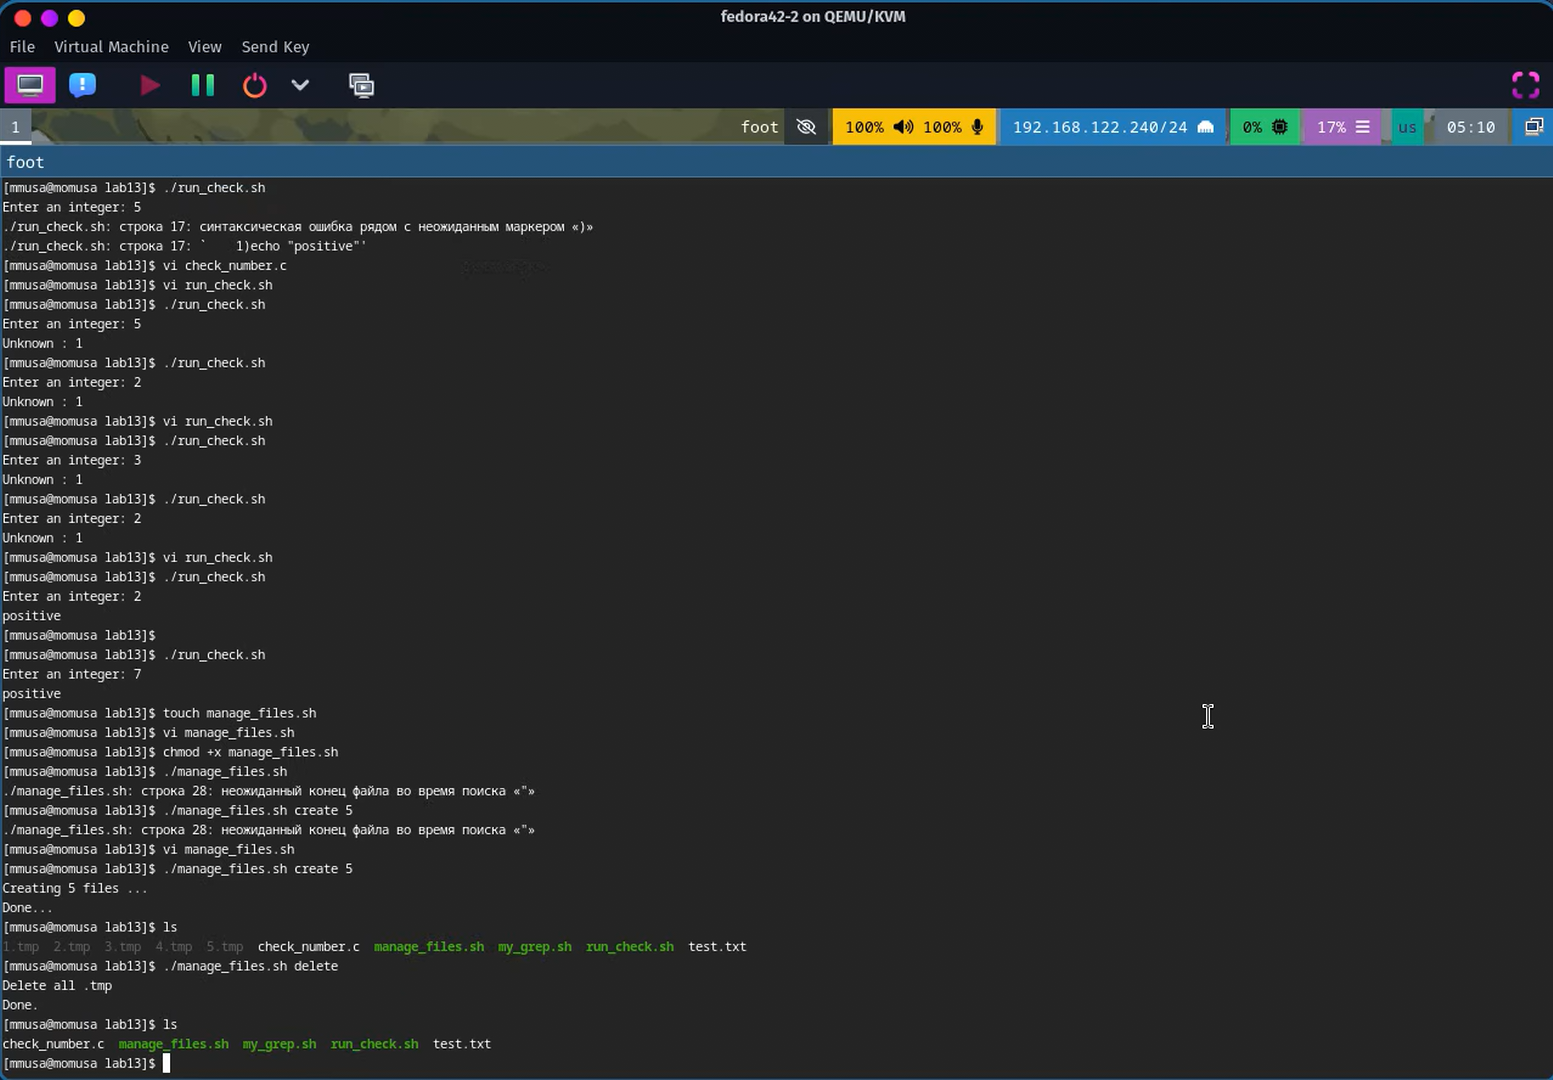 fedora42-2 on QEMU/KVM
File Virtual Machine View Send Key
1 foot 100% 100% 192.168.122.240/24 0% 17% us 05:10
foot
[mmusa@momusa lab13]$ ./run_check.sh
Enter an integer: 5
./run_check.sh: строка 17: синтаксическая ошибка рядом с неожиданным маркером «)»
./run_check.sh: строка 17: `    1)echo "positive"'
[mmusa@momusa lab13]$ vi check_number.c
[mmusa@momusa lab13]$ vi run_check.sh
[mmusa@momusa lab13]$ ./run_check.sh
Enter an integer: 5
Unknown : 1
[mmusa@momusa lab13]$ ./run_check.sh
Enter an integer: 2
Unknown : 1
[mmusa@momusa lab13]$ vi run_check.sh
[mmusa@momusa lab13]$ ./run_check.sh
Enter an integer: 3
Unknown : 1
[mmusa@momusa lab13]$ ./run_check.sh
Enter an integer: 2
Unknown : 1
[mmusa@momusa lab13]$ vi run_check.sh
[mmusa@momusa lab13]$ ./run_check.sh
Enter an integer: 2
positive
[mmusa@momusa lab13]$
[mmusa@momusa lab13]$ ./run_check.sh
Enter an integer: 7
positive
[mmusa@momusa lab13]$ touch manage_files.sh
[mmusa@momusa lab13]$ vi manage_files.sh
[mmusa@momusa lab13]$ chmod +x manage_files.sh
[mmusa@momusa lab13]$ ./manage_files.sh
./manage_files.sh: строка 28: неожиданный конец файла во время поиска «"»
[mmusa@momusa lab13]$ ./manage_files.sh create 5
./manage_files.sh: строка 28: неожиданный конец файла во время поиска «"»
[mmusa@momusa lab13]$ vi manage_files.sh
[mmusa@momusa lab13]$ ./manage_files.sh create 5
Creating 5 files ...
Done...
[mmusa@momusa lab13]$ ls
1.tmp  2.tmp  3.tmp  4.tmp  5.tmp  check_number.c  manage_files.sh  my_grep.sh  run_check.sh  test.txt
[mmusa@momusa lab13]$ ./manage_files.sh delete
Delete all .tmp
Done.
[mmusa@momusa lab13]$ ls
check_number.c  manage_files.sh  my_grep.sh  run_check.sh  test.txt
[mmusa@momusa lab13]$